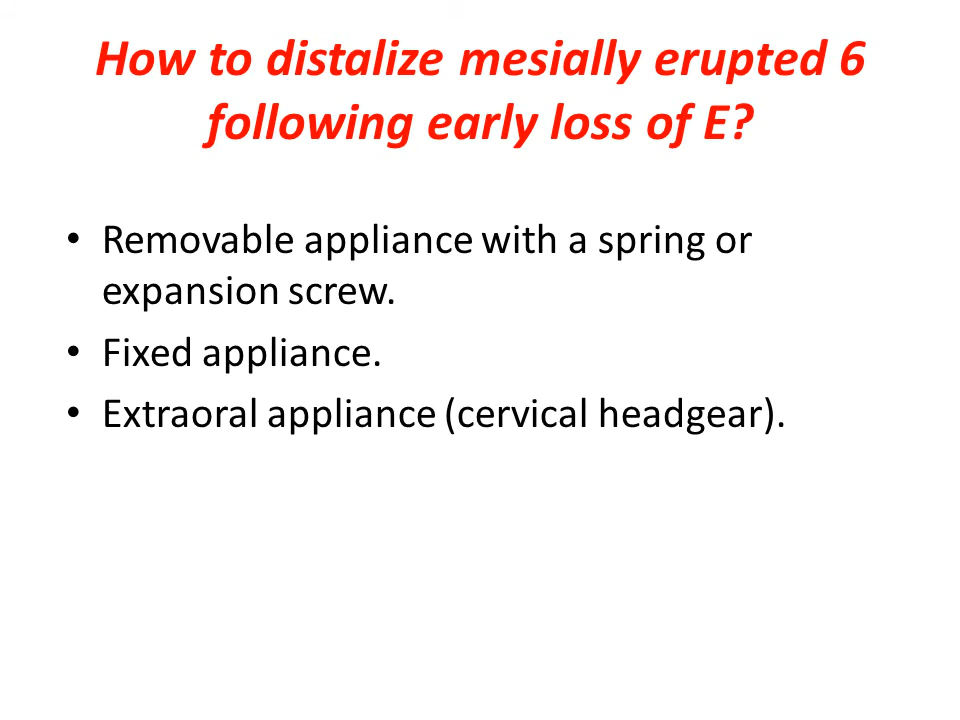 How to distalize mesially erupted 6
following early loss of E?
• Removable appliance with a spring or
expansion screw.
• Fixed appliance.
• Extraoral appliance (cervical headgear).